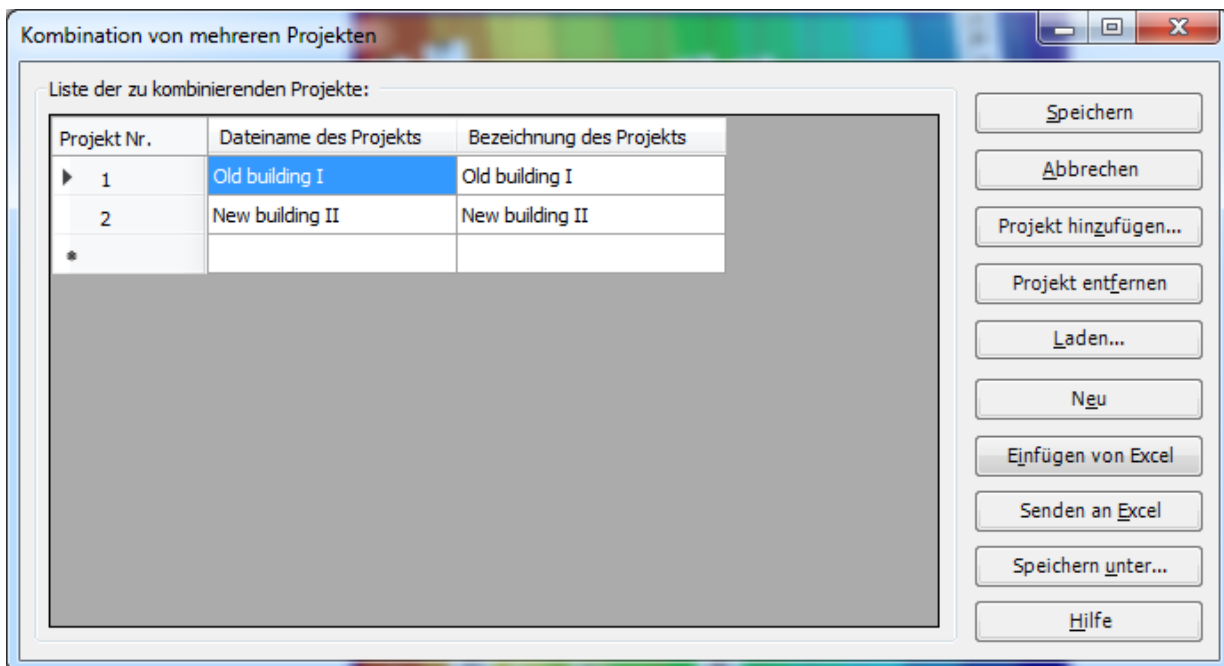 Kombination von mehreren Projekten
Liste der zu kombinierenden Projekte:
Projekt Nr. Dateiname des Projekts Bezeichnung des Projekts
1 Old building I Old building I
2 New building II New building II
Speichern
Abbrechen
Projekt hinzufügen...
Projekt entfernen
Laden...
Neu
Einfügen von Excel
Senden an Excel
Speichern unter...
Hilfe